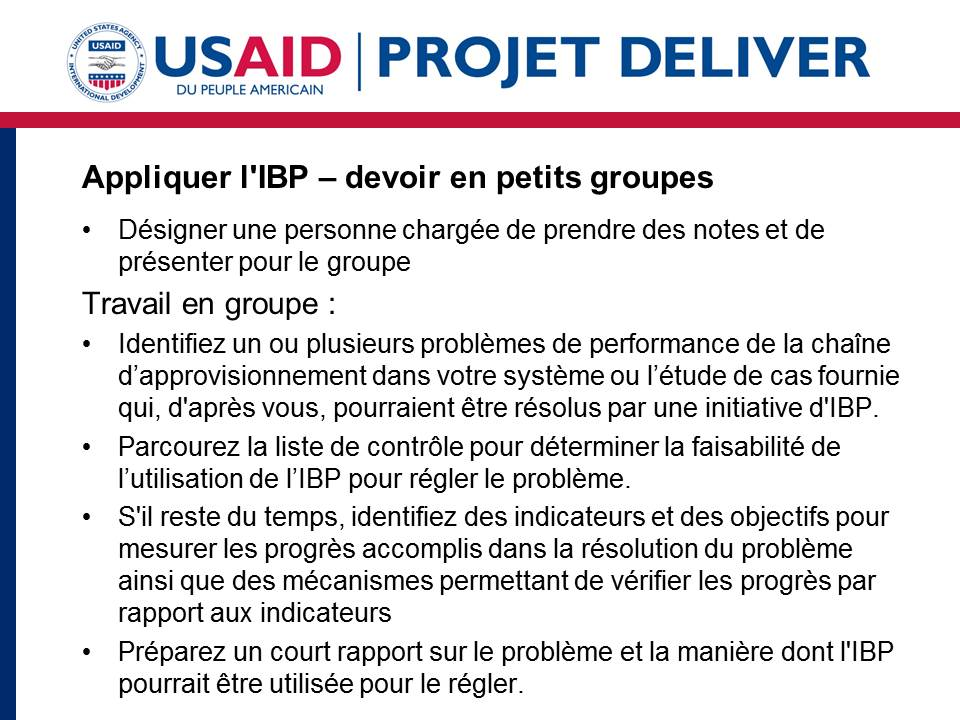 UNITED STATES AGENCY
USAID
INTERNATIONAL DEVELOPMENT
USAID
DU PEUPLE AMERICAIN
PROJET DELIVER
Appliquer l'IBP – devoir en petits groupes
• Désigner une personne chargée de prendre des notes et de
présenter pour le groupe
Travail en groupe :
• Identifiez un ou plusieurs problèmes de performance de la chaîne
d’approvisionnement dans votre système ou l’étude de cas fournie
qui, d'après vous, pourraient être résolus par une initiative d'IBP.
• Parcourez la liste de contrôle pour déterminer la faisabilité de
l’utilisation de l’IBP pour régler le problème.
• S'il reste du temps, identifiez des indicateurs et des objectifs pour
mesurer les progrès accomplis dans la résolution du problème
ainsi que des mécanismes permettant de vérifier les progrès par
rapport aux indicateurs
• Préparez un court rapport sur le problème et la manière dont l'IBP
pourrait être utilisée pour le régler.